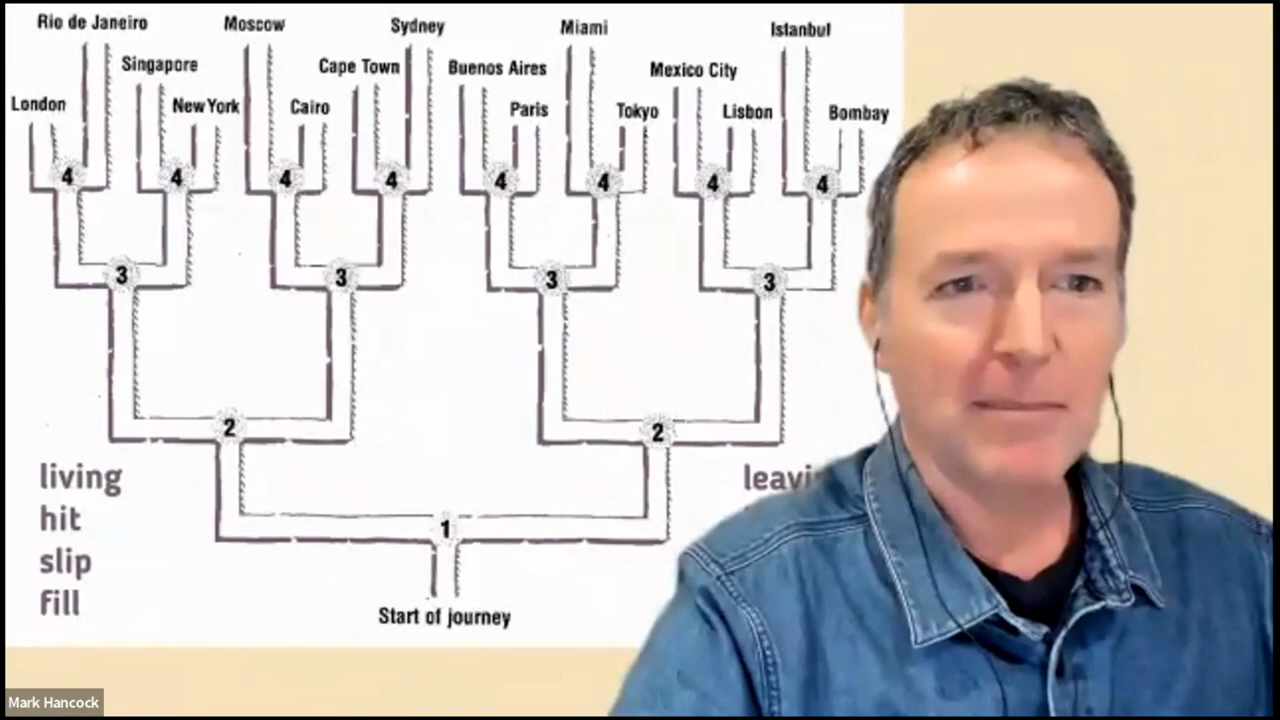 Rio de Janeiro
Moscow
Sydney
Miami
Istanbul
Singapore
Cape Town
Buenos Aires
Mexico City
London
New York
Cairo
Paris
Tokyo
Lisbon
Bombay
4 4 4 4 4 4 4 4
3 3 3 3
2 2
living
hit
slip
fill
1
Start of journey
Mark Hancock